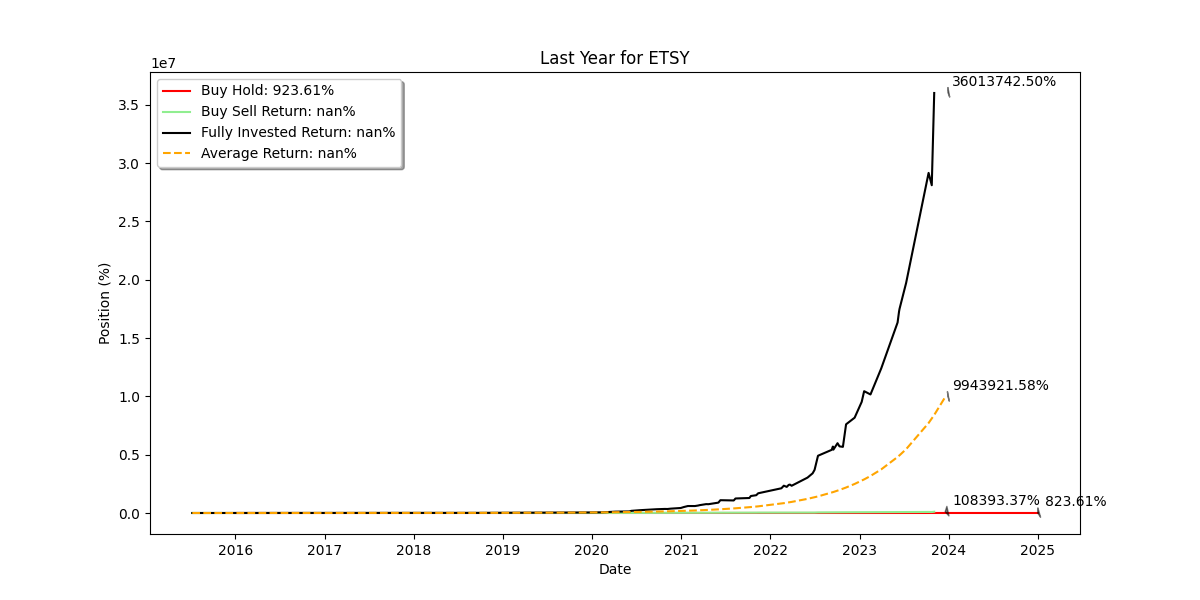 Last Year for ETSY
1e7
Buy Hold: 923.61%
Buy Sell Return: nan%
Fully Invested Return: nan%
Average Return: nan%
36013742.50%
9943921.58%
108393.37%
823.61%
Position (%)
3.5
3.0
2.5
2.0
1.5
1.0
0.5
0.0
2016 2017 2018 2019 2020 2021 2022 2023 2024 2025
Date